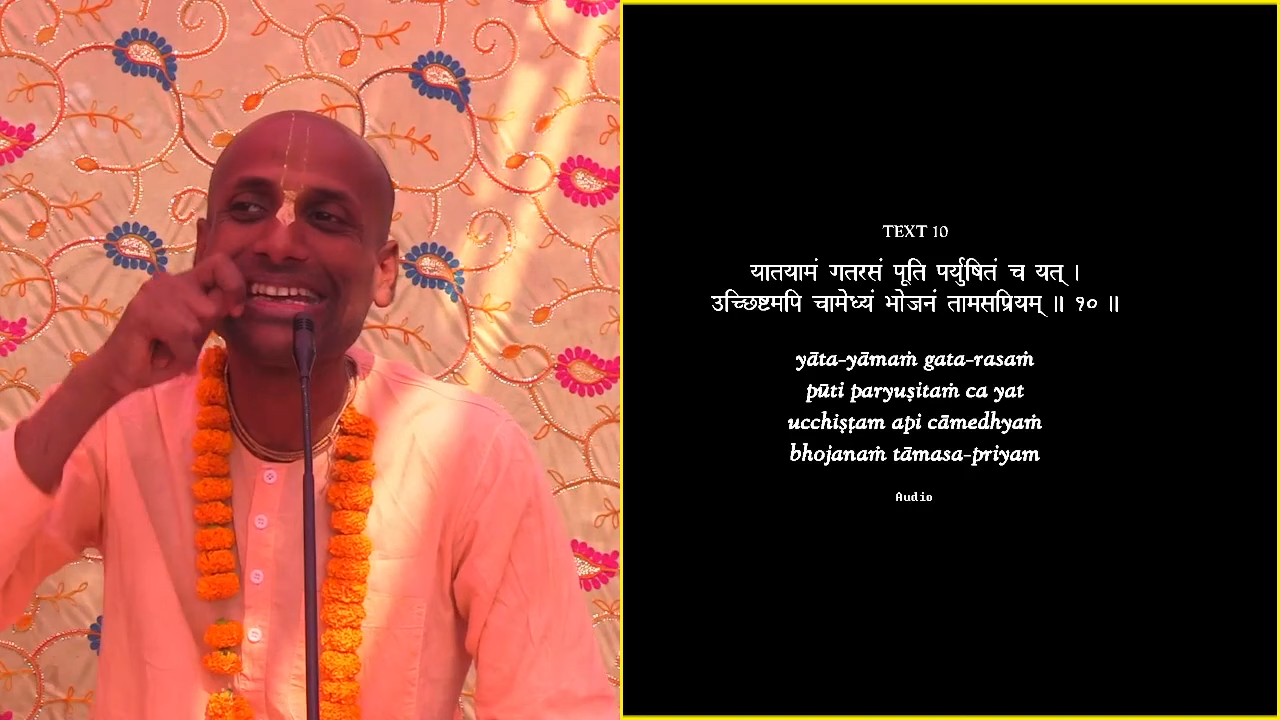 TEXT 10
यातयामं गतरसं पूति पर्युषितं च यत् ।
उच्छिष्टमपि चामेध्यं भोजनं तामसप्रियम् ॥ १० ॥
yāta-yāmaṁ gata-rasaṁ
pūti paryuṣitaṁ ca yat
ucchiṣṭam api cāmedhyaṁ
bhojanaṁ tāmasa-priyam
Audio